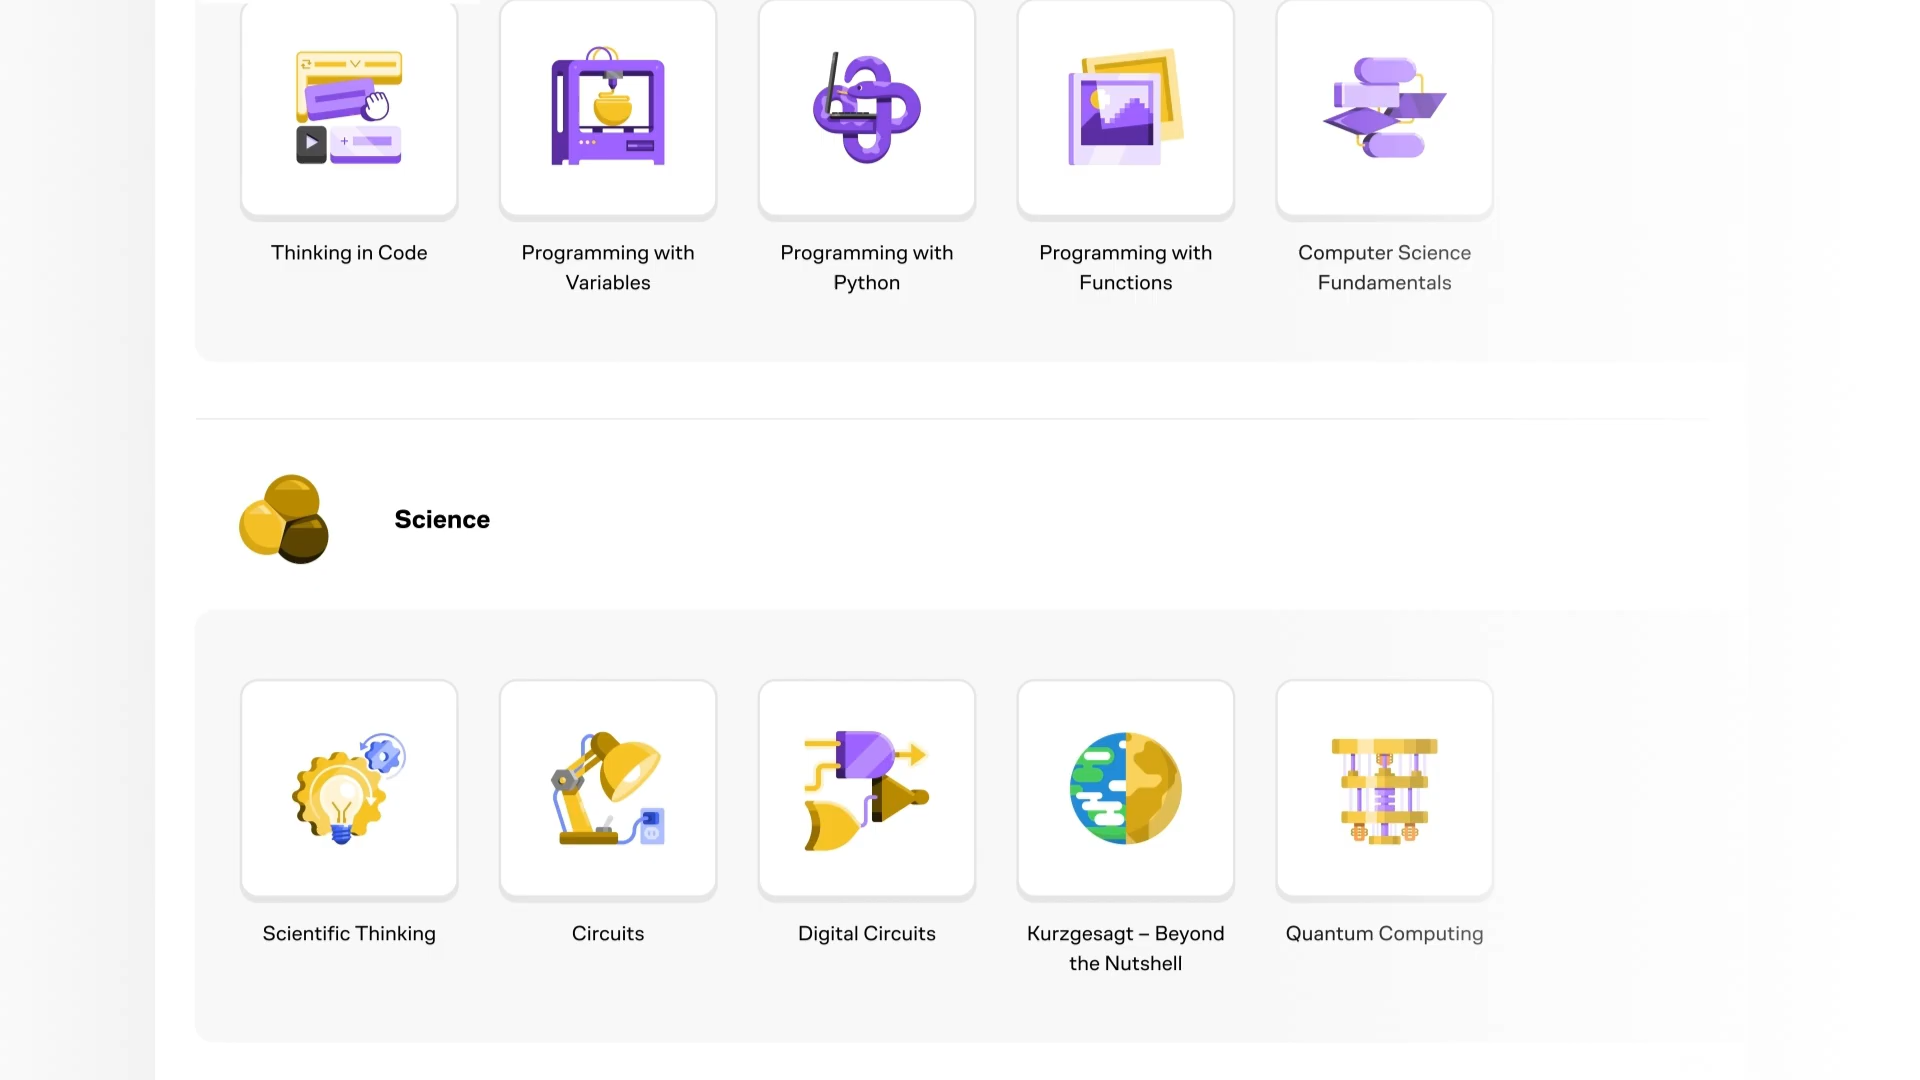 Thinking in Code
Programming with
Variables
Programming with
Python
Programming with
Functions
Computer Science
Fundamentals
Science
Scientific Thinking
Circuits
Digital Circuits
Kurzgesagt – Beyond
the Nutshell
Quantum Computing